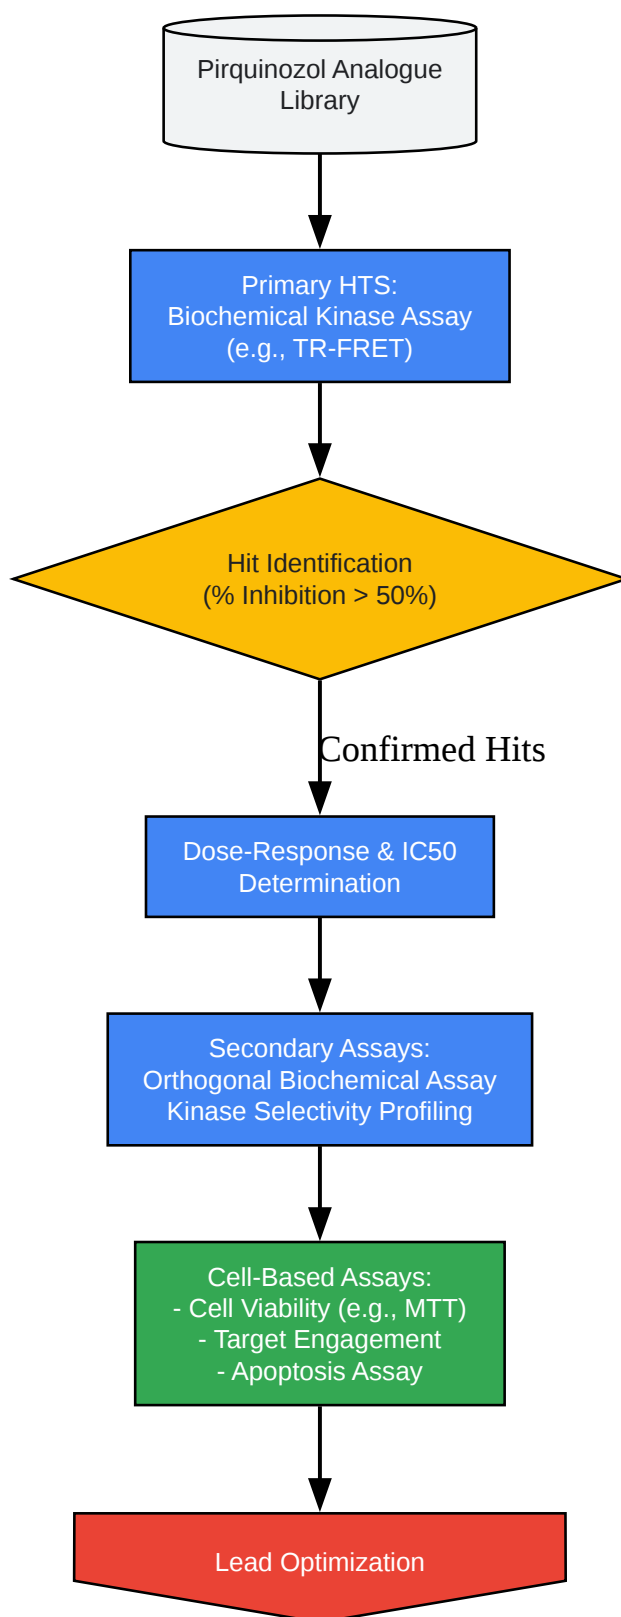 Pirquinozol Analogue
Library
Primary HTS:
Biochemical Kinase Assay
(e.g., TR-FRET)
Hit Identification
(% Inhibition > 50%)
Confirmed Hits
Dose-Response & IC50
Determination
Secondary Assays:
Orthogonal Biochemical Assay
Kinase Selectivity Profiling
Cell-Based Assays:
- Cell Viability (e.g., MTT)
- Target Engagement
- Apoptosis Assay
Lead Optimization